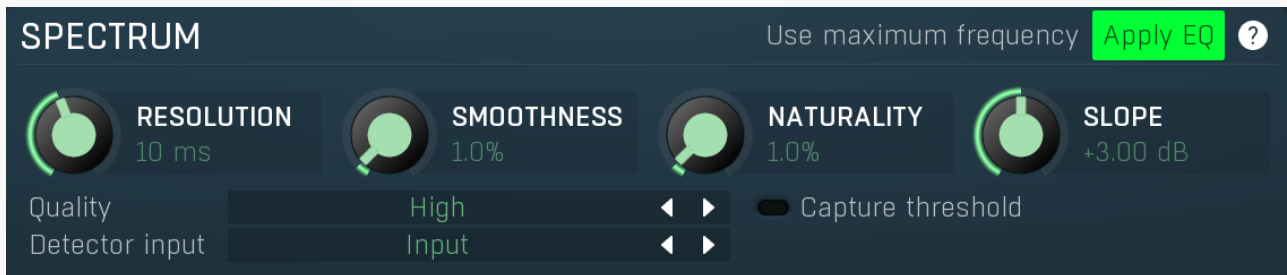 SPECTRUM Use maximum frequency Apply EQ ?
RESOLUTION SMOOTHNESS NATURALITY SLOPE
10 ms 1.0% 1.0% +3.00 dB
Quality High Capture threshold
Detector input Input